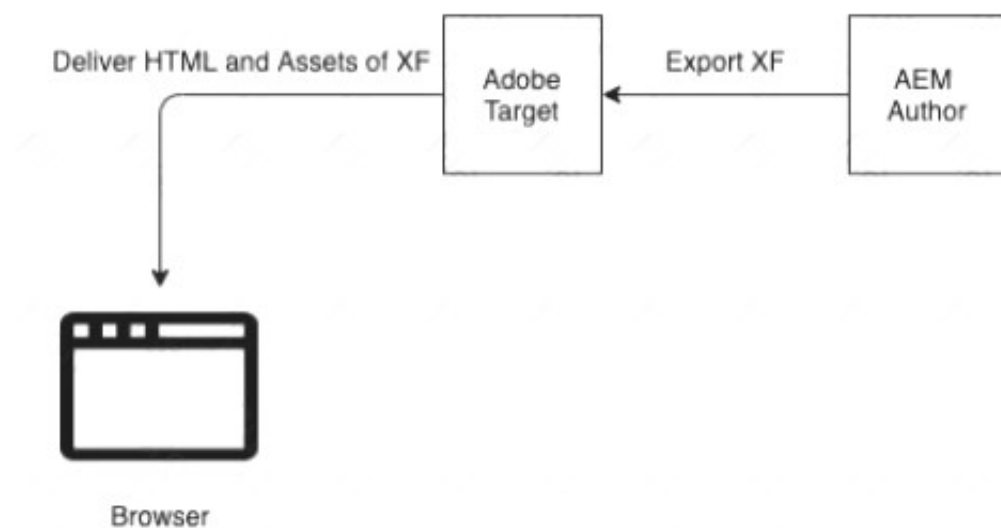 Deliver HTML and Assets of XF
Adobe
Target
Export XF
AEM
Author
Browser